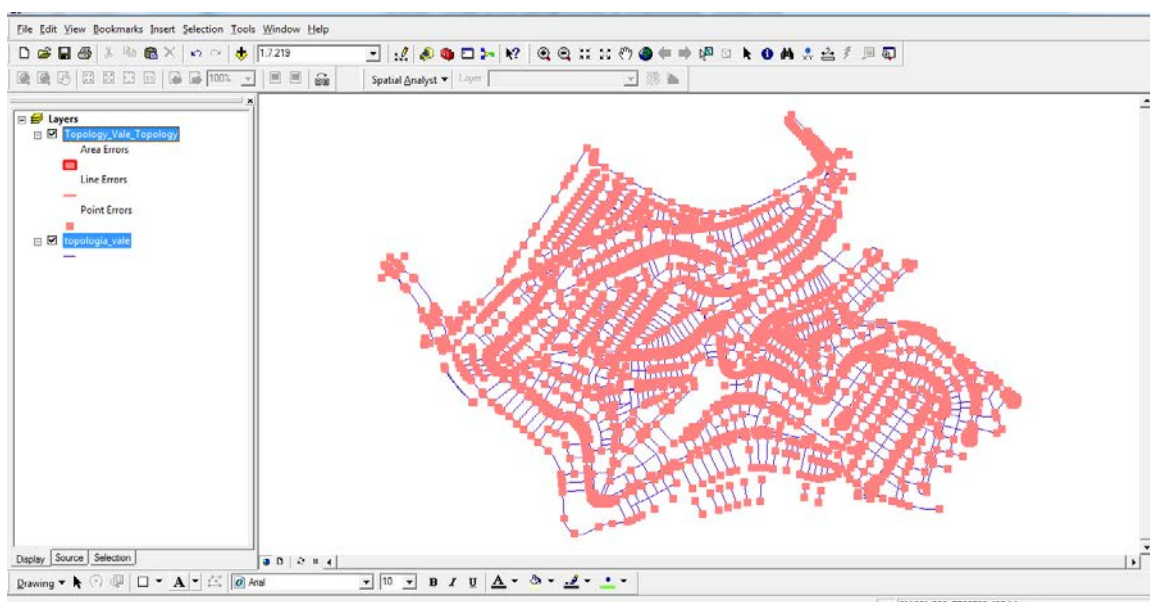 File Edit View Bookmarks Insert Selection Tools Window Help
1:7.219
100% Spatial Analyst Layer:
Layers
Topology_Vale_Topology
Area Errors
Line Errors
Point Errors
topologia_vale
Display Source Selection
Drawing A Arial 10 B I U A